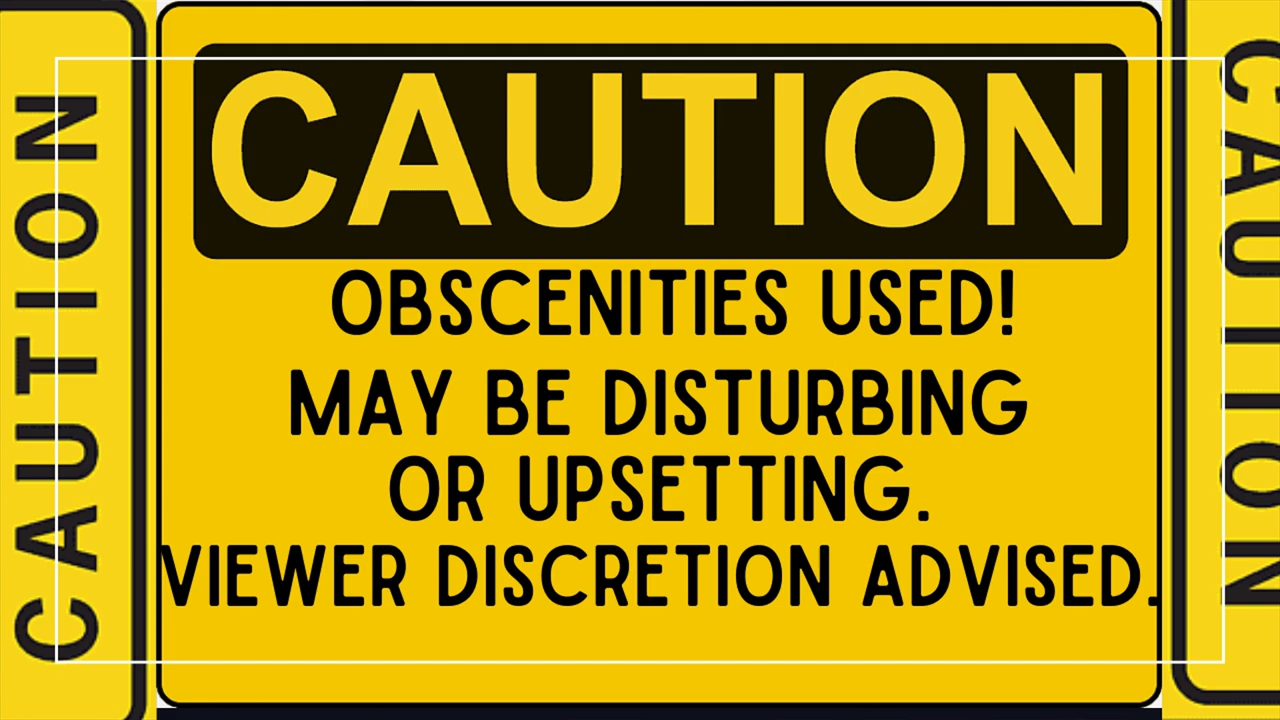 CAUTION
CAUTION
OBSCENITIES USED!
MAY BE DISTURBING
OR UPSETTING.
VIEWER DISCRETION ADVISED.
CAUTION